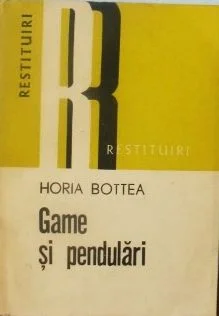 RESTITUIRI
RESTITUIRI
HORIA BOTTEA
Game
și pendulări